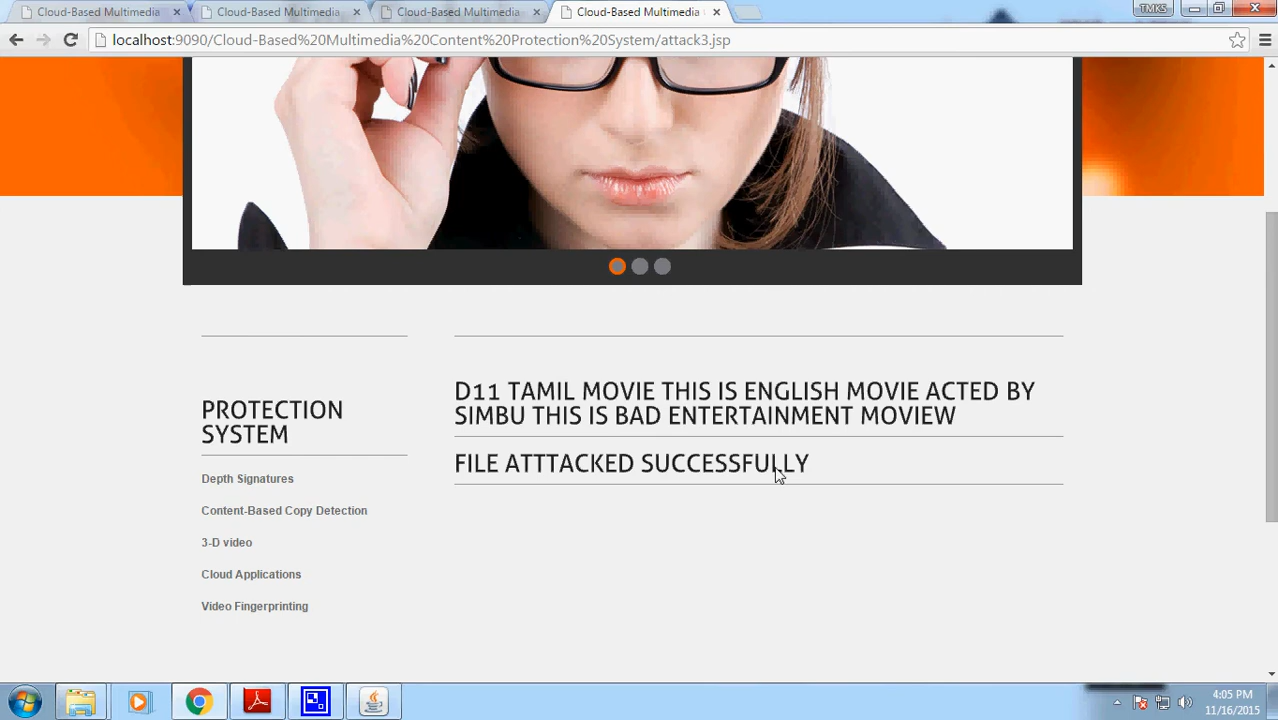 Cloud-Based Multimedia
Cloud-Based Multimedia
Cloud-Based Multimedia
Cloud-Based Multimedia
TMKS
localhost:9090/Cloud-Based%20Multimedia%20Content%20Protection%20System/attack3.jsp
PROTECTION
SYSTEM
Depth Signatures
Content-Based Copy Detection
3-D video
Cloud Applications
Video Fingerprinting
D11 TAMIL MOVIE THIS IS ENGLISH MOVIE ACTED BY
SIMBU THIS IS BAD ENTERTAINMENT MOVIEW
FILE ATTTACKED SUCCESSFULLY
4:05 PM
11/16/2015